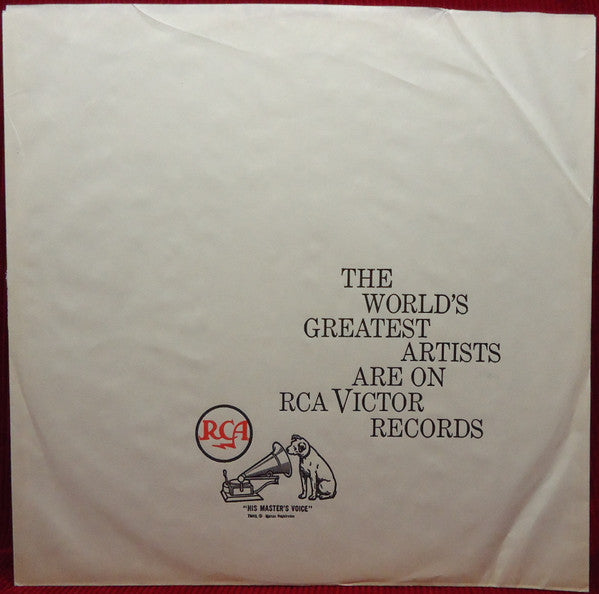 THE
WORLD'S
GREATEST
ARTISTS
ARE ON
RCA VICTOR
RECORDS
RCA
"HIS MASTER'S VOICE"